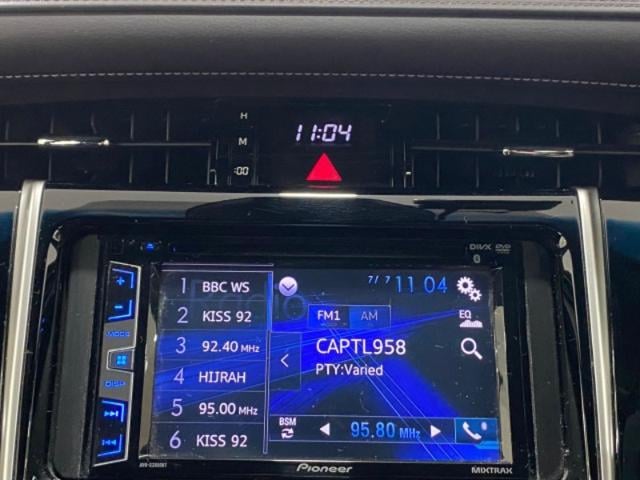 H
11:04
M
:00
DIVX DVD
1 BBC WS
7/ 7 11 04
2 KISS 92
FM1 AM
EQ
3 92.40 MHz
CAPTL958
MODE
4 HIJRAH
PTY:Varied
DISP
5 95.00 MHz
BSM
95.80 MHz
6 KISS 92
Pioneer
MIXTRAX